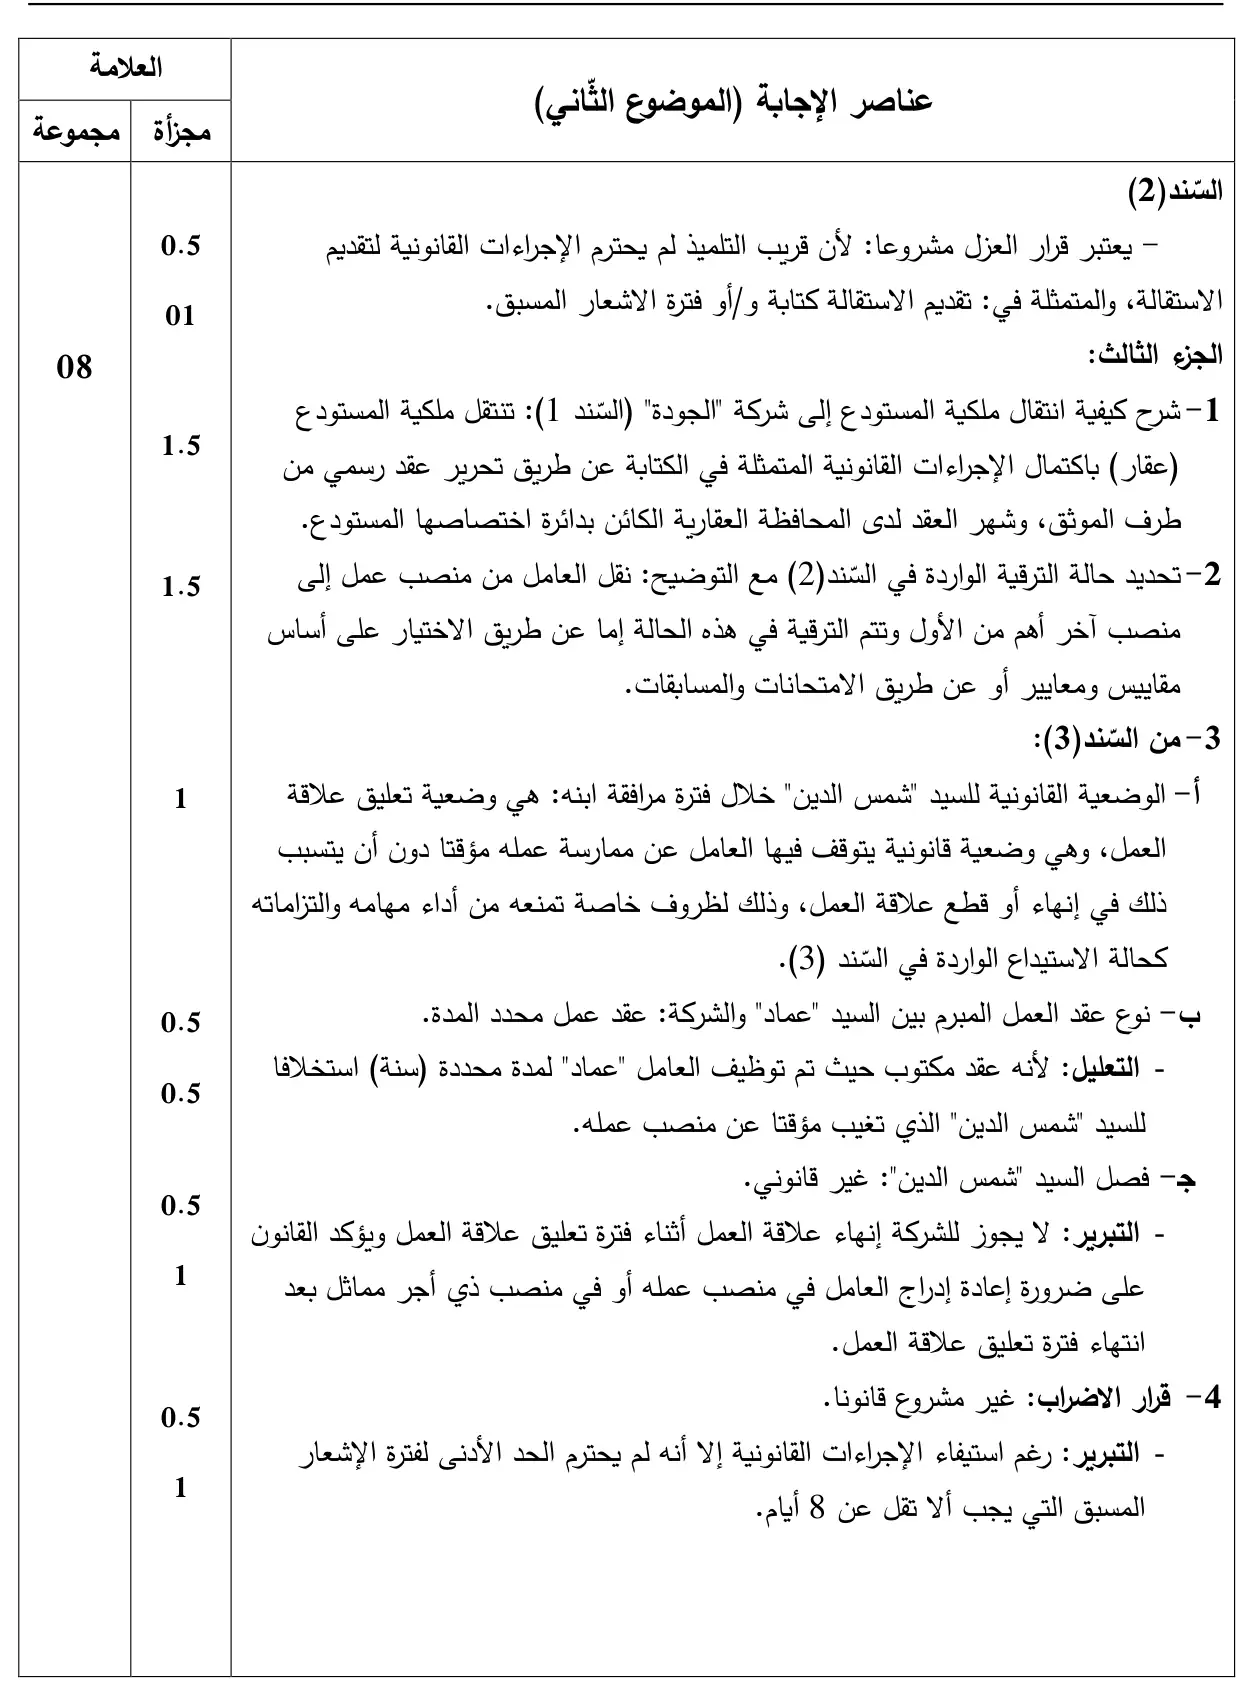 العلامة
عناصر الإجابة (الموضوع الثّاني)
مجموعة
مجزأة
السّند(2)
– يعتبر قرار العزل مشروعا: لأن قريب التلميذ لم يحترم الإجراءات القانونية لتقديم
0.5
الاستقالة، والمتمثلة في: تقديم الاستقالة كتابة و/أو فترة الاشعار المسبق.
01
الجزء الثالث:
08
1– شرح كيفية انتقال ملكية المستودع إلى شركة "الجودة" (السّند 1): تنتقل ملكية المستودع
1.5
(عقار) باكتمال الإجراءات القانونية المتمثلة في الكتابة عن طريق تحرير عقد رسمي من
طرف الموثق، وشهر العقد لدى المحافظة العقارية الكائن بدائرة اختصاصها المستودع.
2– تحديد حالة الترقية الواردة في السّند(2) مع التوضيح: نقل العامل من منصب عمل إلى
1.5
منصب آخر أهم من الأول وتتم الترقية في هذه الحالة إما عن طريق الاختيار على أساس
مقاييس ومعايير أو عن طريق الامتحانات والمسابقات.
3– من السّند(3):
أ– الوضعية القانونية للسيد "شمس الدين" خلال فترة مرافقة ابنه: هي وضعية تعليق علاقة
1
العمل، وهي وضعية قانونية يتوقف فيها العامل عن ممارسة عمله مؤقتا دون أن يتسبب
ذلك في إنهاء أو قطع علاقة العمل، وذلك لظروف خاصة تمنعه من أداء مهامه والتزاماته
كحالة الاستيداع الواردة في السّند (3).
ب– نوع عقد العمل المبرم بين السيد "عماد" والشركة: عقد عمل محدد المدة.
0.5
- التعليل: لأنه عقد مكتوب حيث تم توظيف العامل "عماد" لمدة محددة (سنة) استخلافا
0.5
للسيد "شمس الدين" الذي تغيب مؤقتا عن منصب عمله.
ج– فصل السيد "شمس الدين": غير قانوني.
0.5
- التبرير: لا يجوز للشركة إنهاء علاقة العمل أثناء فترة تعليق علاقة العمل ويؤكد القانون
1
على ضرورة إعادة إدراج العامل في منصب عمله أو في منصب ذي أجر مماثل بعد
انتهاء فترة تعليق علاقة العمل.
4– قرار الاضراب: غير مشروع قانونا.
0.5
- التبرير: رغم استيفاء الإجراءات القانونية إلا أنه لم يحترم الحد الأدنى لفترة الإشعار
1
المسبق التي يجب ألا تقل عن 8 أيام.